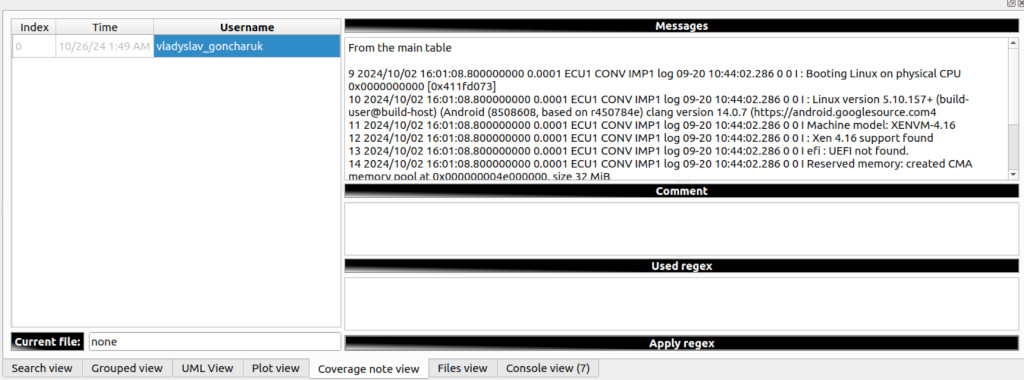 Index Time Username
0 10/26/24 1:49 AM vladyslav_goncharuk
Messages
From the main table
9 2024/10/02 16:01:08.800000000 0.0001 ECU1 CONV IMP1 log 09-20 10:44:02.286 0 0 I : Booting Linux on physical CPU
0x0000000000 [0x411fd073]
10 2024/10/02 16:01:08.800000000 0.0001 ECU1 CONV IMP1 log 09-20 10:44:02.286 0 0 I : Linux version 5.10.157+ (build-
user@build-host) (Android (8508608, based on r450784e) clang version 14.0.7 (https://android.googlesource.com4
11 2024/10/02 16:01:08.800000000 0.0001 ECU1 CONV IMP1 log 09-20 10:44:02.286 0 0 I Machine model: XENVM-4.16
12 2024/10/02 16:01:08.800000000 0.0001 ECU1 CONV IMP1 log 09-20 10:44:02.286 0 0 I : Xen 4.16 support found
13 2024/10/02 16:01:08.800000000 0.0001 ECU1 CONV IMP1 log 09-20 10:44:02.286 0 0 I efi : UEFI not found.
14 2024/10/02 16:01:08.800000000 0.0001 ECU1 CONV IMP1 log 09-20 10:44:02.286 0 0 I Reserved memory: created CMA
memory pool at 0x000000004e000000, size 32 MiB
Comment
Used regex
Current file: none
Apply regex
Search view Grouped view UML View Plot view Coverage note view Files view Console view (7)